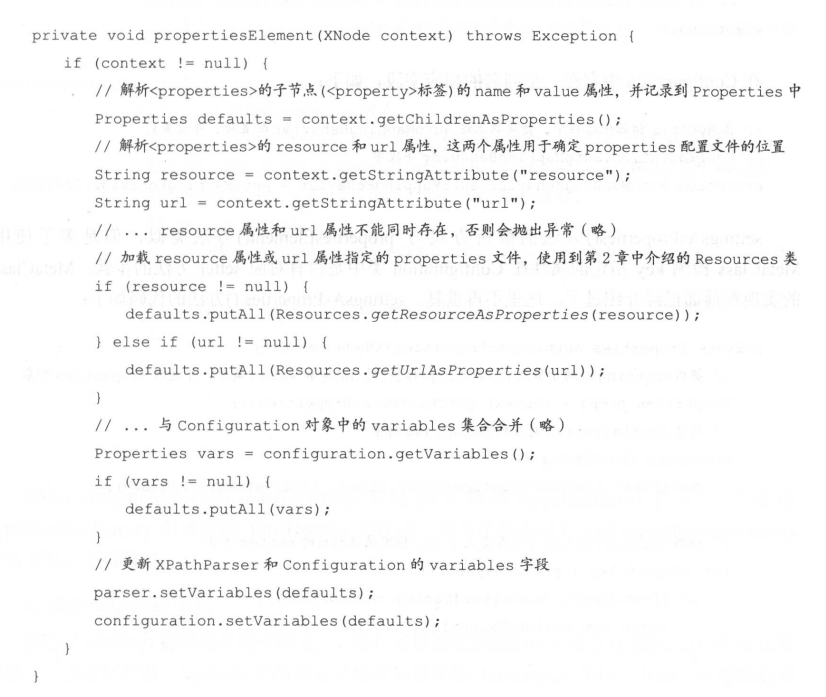 private void propertiesElement(XNode context) throws Exception {
if (context != null) {
// 解析<properties>的子节点(<property>标签)的 name 和 value 属性，并记录到 Properties 中
Properties defaults = context.getChildrenAsProperties();
// 解析<properties>的 resource 和 url 属性，这两个属性用于确定 properties 配置文件的位置
String resource = context.getStringAttribute("resource");
String url = context.getStringAttribute("url");
// ... resource 属性和 url 属性不能同时存在，否则会抛出异常（略）
// 加载 resource 属性或 url 属性指定的 properties 文件，使用到第 2 章中介绍的 Resources 类
if (resource != null) {
defaults.putAll(Resources.getResourceAsProperties(resource));
} else if (url != null) {
defaults.putAll(Resources.getUrlAsProperties(url));
}
// ... 与 Configuration 对象中的 variables 集合合并（略）
Properties vars = configuration.getVariables();
if (vars != null) {
defaults.putAll(vars);
}
// 更新 XPathParser 和 Configuration 的 variables 字段
parser.setVariables(defaults);
configuration.setVariables(defaults);
}
}